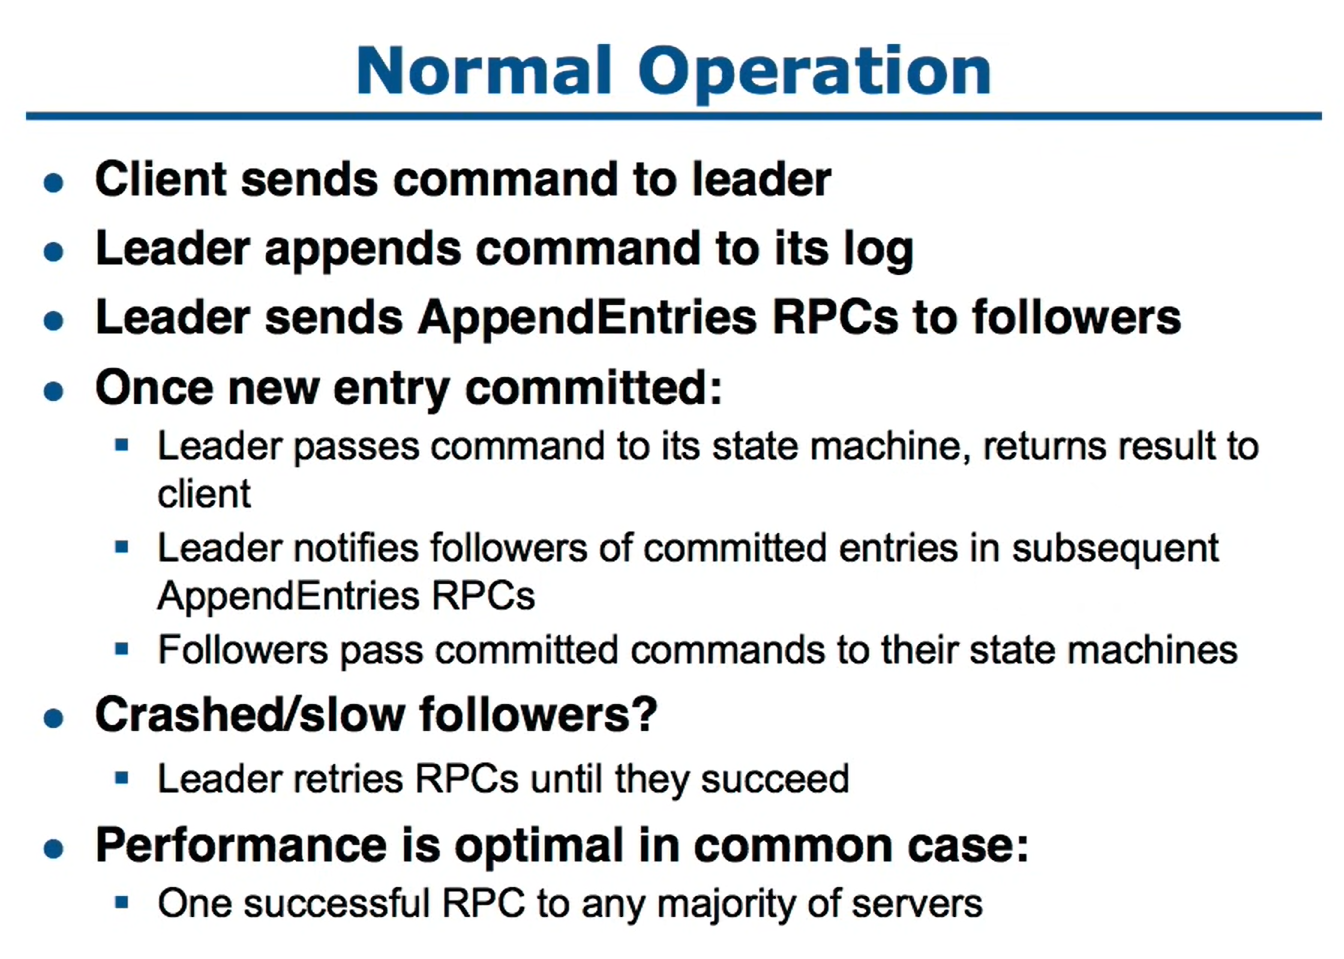 Normal Operation
Client sends command to leader
Leader appends command to its log
Leader sends AppendEntries RPCs to followers
Once new entry committed:
Leader passes command to its state machine, returns result to
client
Leader notifies followers of committed entries in subsequent
AppendEntries RPCs
Followers pass committed commands to their state machines
Crashed/slow followers?
Leader retries RPCs until they succeed
Performance is optimal in common case:
One successful RPC to any majority of servers